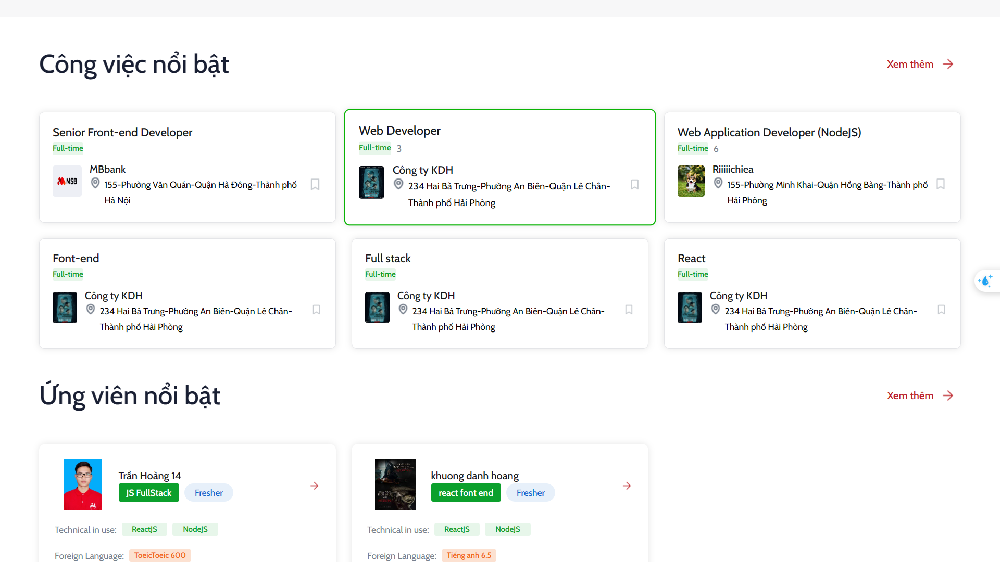 Công việc nổi bật
Xem thêm
Senior Front-end Developer
Full-time
MSB
MBbank
155-Phường Văn Quán-Quận Hà Đông-Thành phố
Hà Nội
Web Developer
Full-time 3
Công ty KDH
234 Hai Bà Trưng-Phường An Biên-Quận Lê Chân-
Thành phố Hải Phòng
Web Application Developer (NodeJS)
Full-time 6
Riiiiichiea
155-Phường Minh Khai-Quận Hồng Bàng-Thành phố
Hải Phòng
Font-end
Full-time
Công ty KDH
234 Hai Bà Trưng-Phường An Biên-Quận Lê Chân-
Thành phố Hải Phòng
Full stack
Full-time
Công ty KDH
234 Hai Bà Trưng-Phường An Biên-Quận Lê Chân-
Thành phố Hải Phòng
React
Full-time
Công ty KDH
234 Hai Bà Trưng-Phường An Biên-Quận Lê Chân-
Thành phố Hải Phòng
Ứng viên nổi bật
Xem thêm
Trần Hoàng 14
JS FullStack Fresher
Technical in use: ReactJS NodeJS
Foreign Language: ToeicToeic 600
khuong danh hoang
react font end Fresher
Technical in use: ReactJS NodeJS
Foreign Language: Tiếng anh 6.5